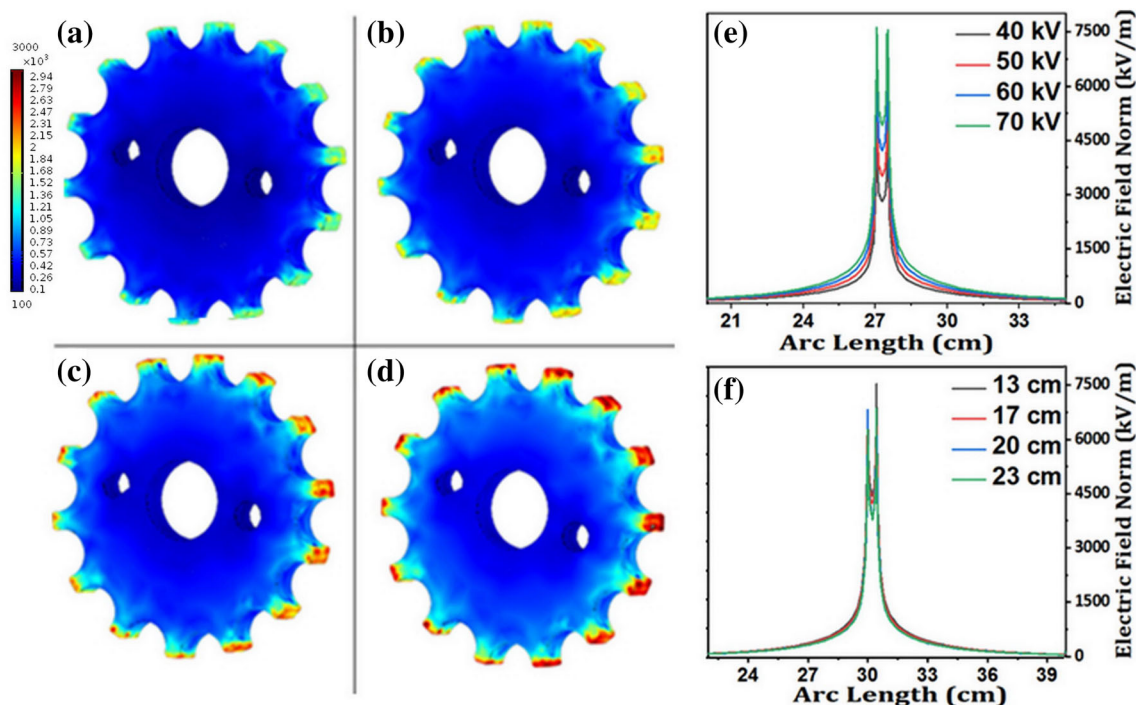 (a)
(b)
(c)
(d)
3000
×10³
2.94
2.79
2.63
2.47
2.31
2.15
2
1.84
1.68
1.52
1.36
1.21
1.05
0.89
0.73
0.57
0.42
0.26
0.1
100
(e)
40 kV
50 kV
60 kV
70 kV
7500
6000
4500
3000
1500
0
Electric Field Norm (kV/m)
21
24
27
30
33
Arc Length (cm)
(f)
13 cm
17 cm
20 cm
23 cm
7500
6000
4500
3000
1500
0
Electric Field Norm (kV/m)
24
27
30
33
36
39
Arc Length (cm)